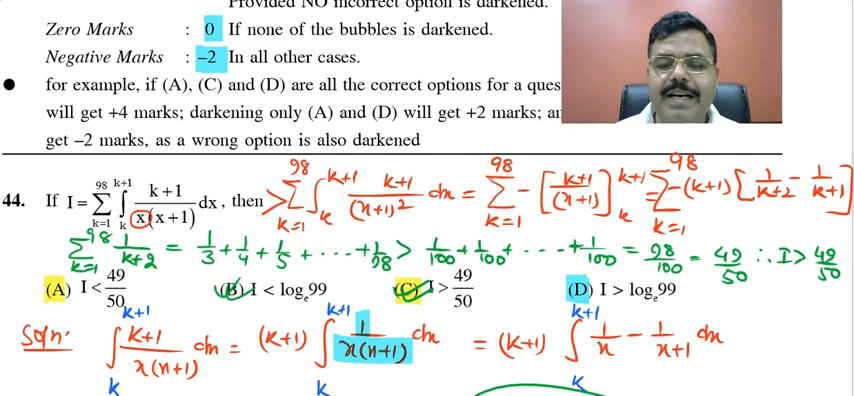 Provided NO incorrect option is darkened.
Zero Marks : 0 If none of the bubbles is darkened.
Negative Marks : –2 In all other cases.
● for example, if (A), (C) and (D) are all the correct options for a ques
will get +4 marks; darkening only (A) and (D) will get +2 marks; an
get –2 marks, as a wrong option is also darkened
44. If I = ∑_{k=1}^{98} ∫_k^{k+1} (k+1)/(x(x+1)) dx, then > ∑_{k=1}^{98} ∫_k^{k+1} (k+1)/(x+1)² dx = ∑_{k=1}^{98} − [(k+1)/(x+1)]_k^{k+1} = ∑_{k=1}^{98} −(k+1) [1/(k+2) − 1/(k+1)]
∑_{k=1}^{98} 1/(k+2) = 1/3 + 1/4 + 1/5 + ... + 1/98 > 1/100 + 1/100 + ... + 1/100 = 98/100 = 49/50 ∴ I > 49/50
(A) I < 49/50 (B) I < logₑ99 (C) I > 49/50 (D) I > logₑ99
Soln: ∫_k^{k+1} (k+1)/(x(x+1)) dx = (k+1) ∫_k^{k+1} 1/(x(x+1)) dx = (k+1) ∫_k^{k+1} 1/x − 1/(x+1) dx